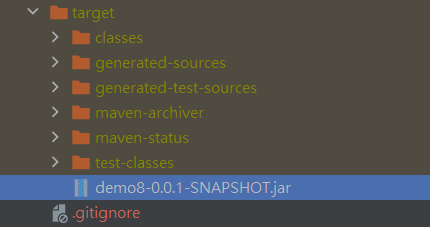 target
classes
generated-sources
generated-test-sources
maven-archiver
maven-status
test-classes
demo8-0.0.1-SNAPSHOT.jar
.gitignore